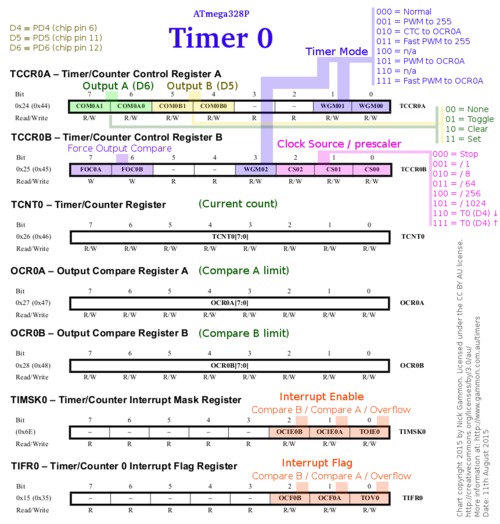 ATmega328P
Timer 0
D4 = PD4 (chip pin 6)
D5 = PD5 (chip pin 11)
D6 = PD6 (chip pin 12)
Timer Mode
000 = Normal
001 = PWM to 255
010 = CTC to OCR0A
011 = Fast PWM to 255
100 = n/a
101 = PWM to OCR0A
110 = n/a
111 = Fast PWM to OCR0A
TCCR0A – Timer/Counter Control Register A
Output A (D6) Output B (D5)
Bit 7 6 5 4 3 2 1 0
0x24 (0x44) COM0A1 COM0A0 COM0B1 COM0B0 – – WGM01 WGM00 TCCR0A
Read/Write R/W R/W R/W R/W R R R/W R/W
00 = None
01 = Toggle
10 = Clear
11 = Set
TCCR0B – Timer/Counter Control Register B
Force Output Compare
Clock Source / prescaler
Bit 7 6 5 4 3 2 1 0
0x25 (0x45) FOC0A FOC0B – – WGM02 CS02 CS01 CS00 TCCR0B
Read/Write W W R R R/W R/W R/W R/W
000 = Stop
001 = / 1
010 = / 8
011 = / 64
100 = / 256
101 = / 1024
110 = T0 (D4) ↓
111 = T0 (D4) ↑
TCNT0 – Timer/Counter Register (Current count)
Bit 7 6 5 4 3 2 1 0
0x26 (0x46) TCNT0[7:0] TCNT0
Read/Write R/W R/W R/W R/W R/W R/W R/W R/W
OCR0A – Output Compare Register A (Compare A limit)
Bit 7 6 5 4 3 2 1 0
0x27 (0x47) OCR0A[7:0] OCR0A
Read/Write R/W R/W R/W R/W R/W R/W R/W R/W
OCR0B – Output Compare Register B (Compare B limit)
Bit 7 6 5 4 3 2 1 0
0x28 (0x48) OCR0B[7:0] OCR0B
Read/Write R/W R/W R/W R/W R/W R/W R/W R/W
TIMSK0 – Timer/Counter Interrupt Mask Register
Interrupt Enable
Compare B / Compare A / Overflow
Bit 7 6 5 4 3 2 1 0
(0x6E) – – – – – OCIE0B OCIE0A TOIE0 TIMSK0
Read/Write R R R R R R/W R/W R/W
TIFR0 – Timer/Counter 0 Interrupt Flag Register
Interrupt Flag
Compare B / Compare A / Overflow
Bit 7 6 5 4 3 2 1 0
0x15 (0x35) – – – – – OCF0B OCF0A TOV0 TIFR0
Read/Write R R R R R R/W R/W R/W
Chart copyright 2015 by Nick Gammon. Licensed under the CC BY AU license.
http://creativecommons.org/licenses/by/3.0/au/
More information at: http://www.gammon.com.au/timers
Date: 11th August 2015